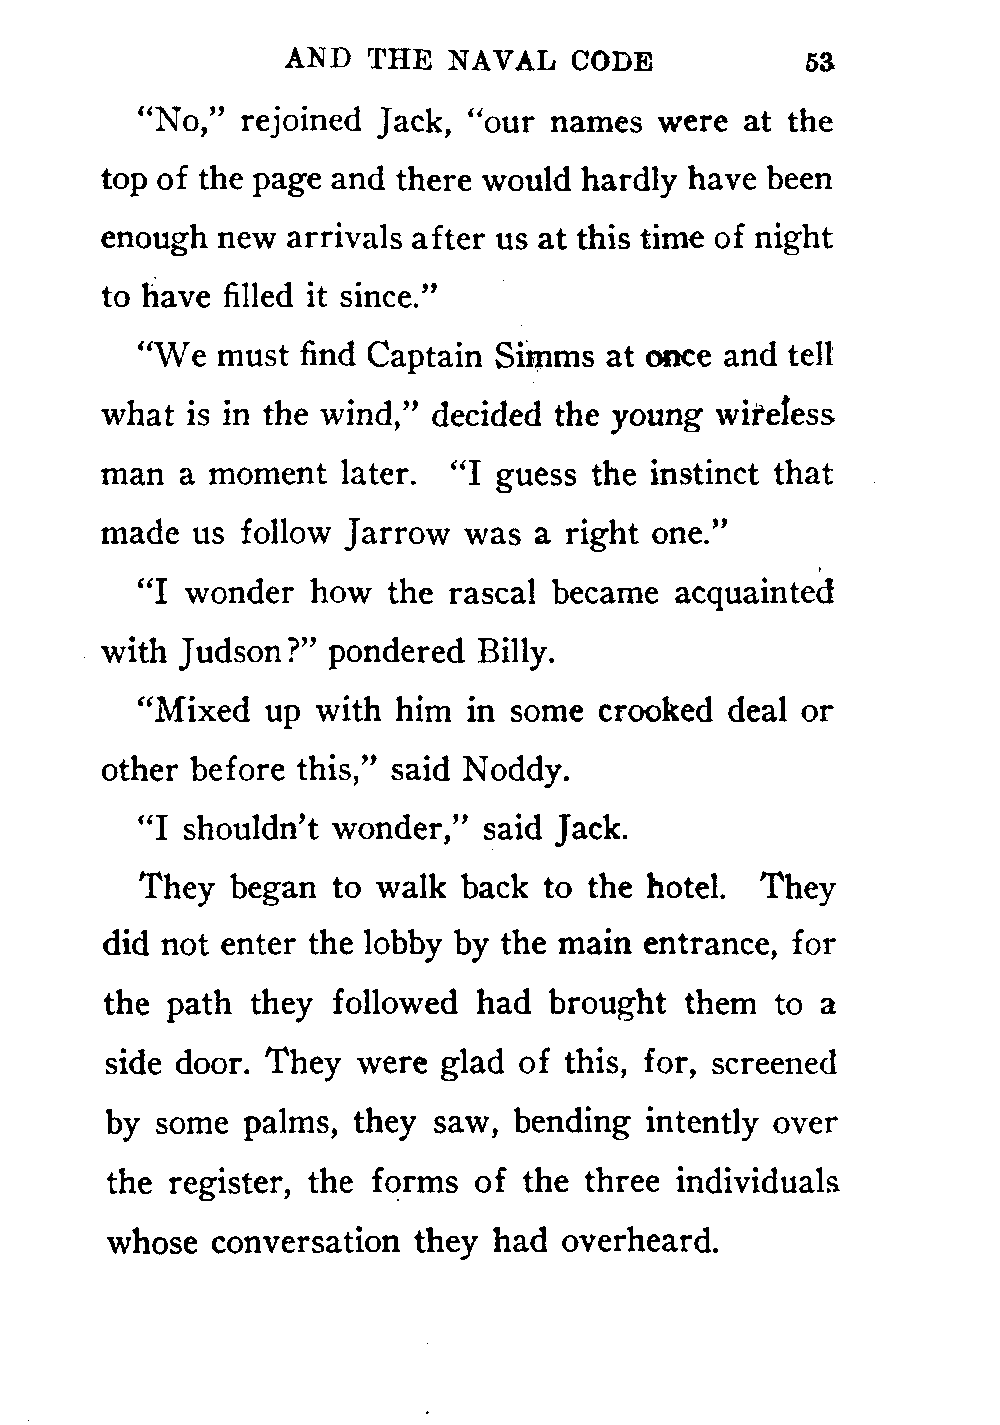 AND THE NAVAL CODE 53
“No,” rejoined Jack, “our names were at the
top of the page and there would hardly have been
enough new arrivals after us at this time of night
to have filled it since.”
“We must find Captain Simms at once and tell
what is in the wind,” decided the young wireless
man a moment later. “I guess the instinct that
made us follow Jarrow was a right one.”
“I wonder how the rascal became acquainted
with Judson?” pondered Billy.
“Mixed up with him in some crooked deal or
other before this,” said Noddy.
“I shouldn’t wonder,” said Jack.
They began to walk back to the hotel. They
did not enter the lobby by the main entrance, for
the path they followed had brought them to a
side door. They were glad of this, for, screened
by some palms, they saw, bending intently over
the register, the forms of the three individuals
whose conversation they had overheard.